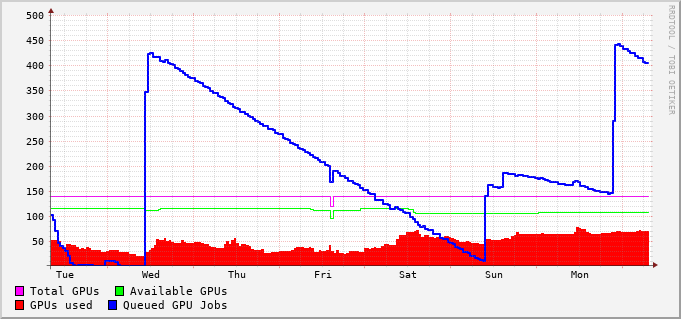 500
450
400
350
300
250
200
150
100
50
Tue Wed Thu Fri Sat Sun Mon
Total GPUs Available GPUs
GPUs used Queued GPU Jobs
RRDTOOL / TOBI OETIKER